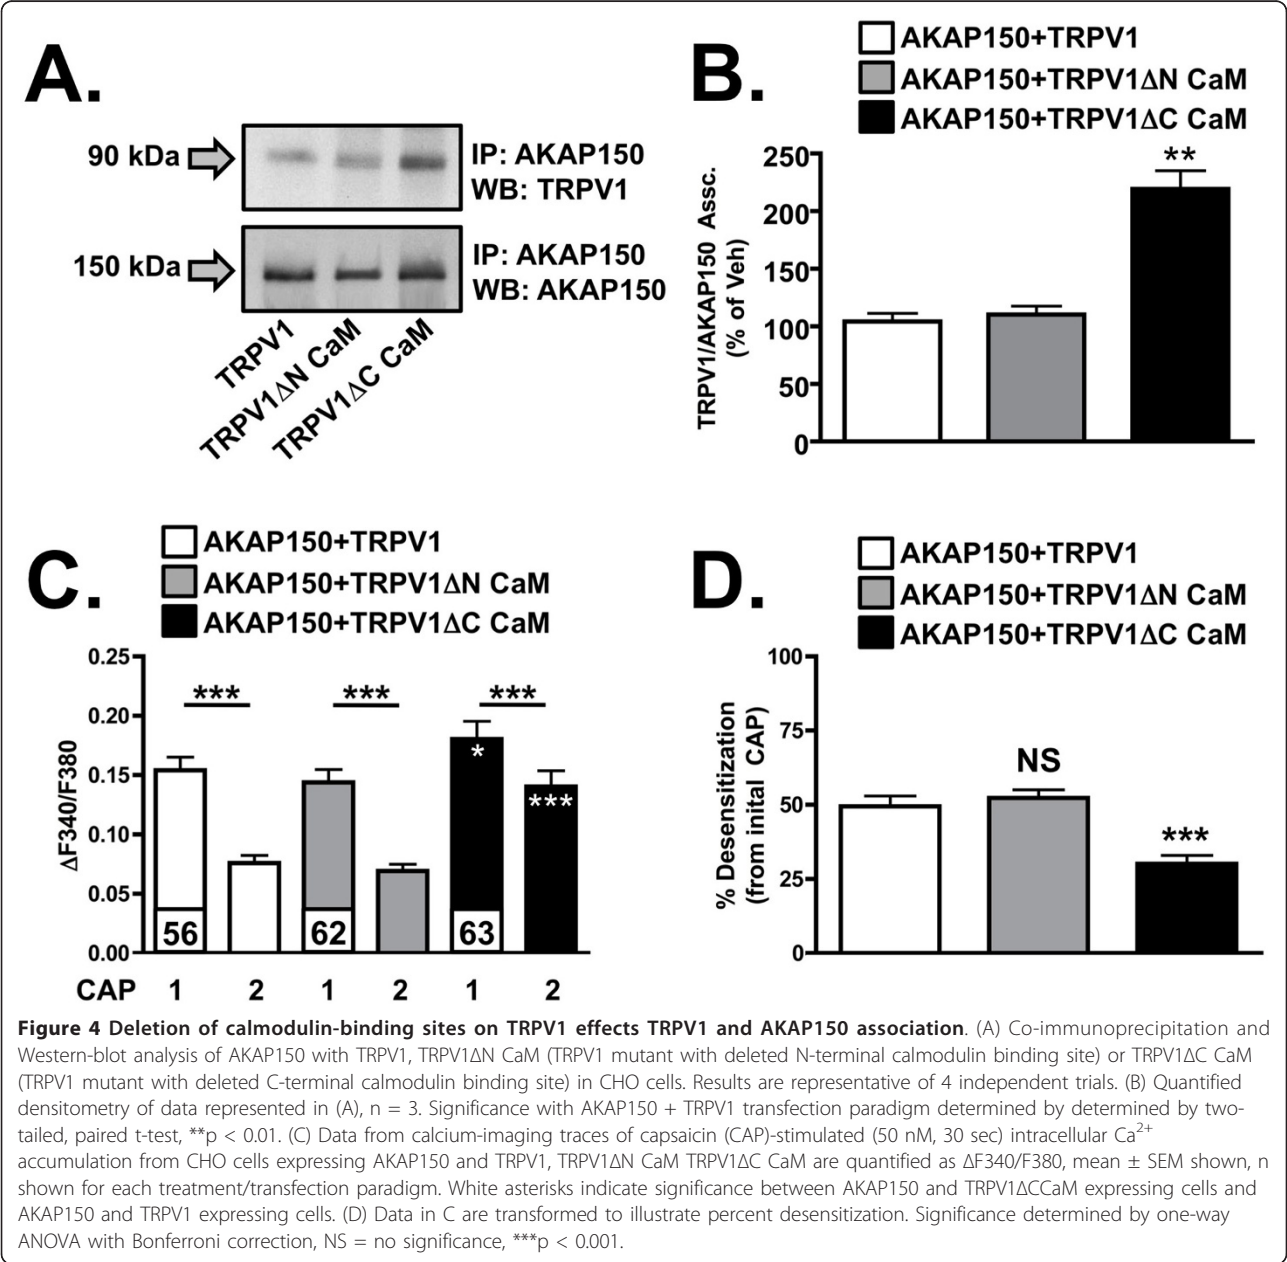 A.
90 kDa
IP: AKAP150
WB: TRPV1
150 kDa
IP: AKAP150
WB: AKAP150
TRPV1
TRPV1ΔN CaM
TRPV1ΔC CaM
B.
AKAP150+TRPV1
AKAP150+TRPV1ΔN CaM
AKAP150+TRPV1ΔC CaM
TRPV1/AKAP150 Assc.
(% of Veh)
250
200
150
100
50
0
**
C.
AKAP150+TRPV1
AKAP150+TRPV1ΔN CaM
AKAP150+TRPV1ΔC CaM
ΔF340/F380
0.25
0.20
0.15
0.10
0.05
0.00
*** *** ***
*
***
56 62 63
CAP 1 2 1 2 1 2
D.
AKAP150+TRPV1
AKAP150+TRPV1ΔN CaM
AKAP150+TRPV1ΔC CaM
% Desensitization
(from inital CAP)
100
75
50
25
0
NS
***
Figure 4 Deletion of calmodulin-binding sites on TRPV1 effects TRPV1 and AKAP150 association. (A) Co-immunoprecipitation and
Western-blot analysis of AKAP150 with TRPV1, TRPV1ΔN CaM (TRPV1 mutant with deleted N-terminal calmodulin binding site) or TRPV1ΔC CaM
(TRPV1 mutant with deleted C-terminal calmodulin binding site) in CHO cells. Results are representative of 4 independent trials. (B) Quantified
densitometry of data represented in (A), n = 3. Significance with AKAP150 + TRPV1 transfection paradigm determined by determined by two-
tailed, paired t-test, **p < 0.01. (C) Data from calcium-imaging traces of capsaicin (CAP)-stimulated (50 nM, 30 sec) intracellular Ca²⁺
accumulation from CHO cells expressing AKAP150 and TRPV1, TRPV1ΔN CaM TRPV1ΔC CaM are quantified as ΔF340/F380, mean ± SEM shown, n
shown for each treatment/transfection paradigm. White asterisks indicate significance between AKAP150 and TRPV1ΔCCaM expressing cells and
AKAP150 and TRPV1 expressing cells. (D) Data in C are transformed to illustrate percent desensitization. Significance determined by one-way
ANOVA with Bonferroni correction, NS = no significance, ***p < 0.001.